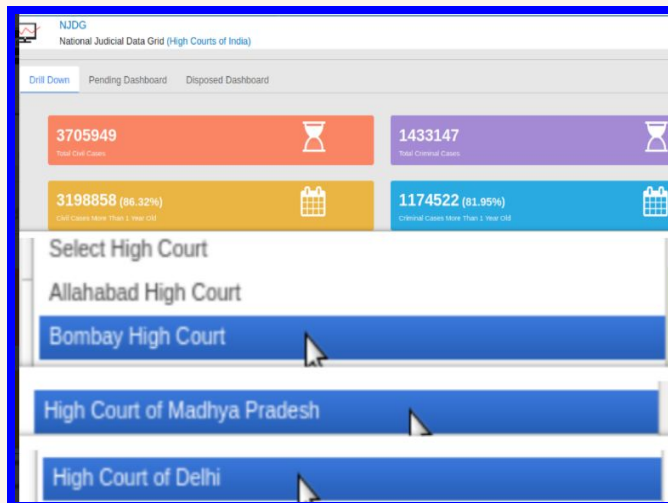 NJDG
National Judicial Data Grid (High Courts of India)
Drill Down Pending Dashboard Disposed Dashboard
3705949 1433147
Total Civil Cases Total Criminal Cases
3198858 (86.32%) 1174522 (81.95%)
Civil Cases More Than 1 Year Old Criminal Cases More Than 1 Year Old
Select High Court
Allahabad High Court
Bombay High Court
High Court of Madhya Pradesh
High Court of Delhi